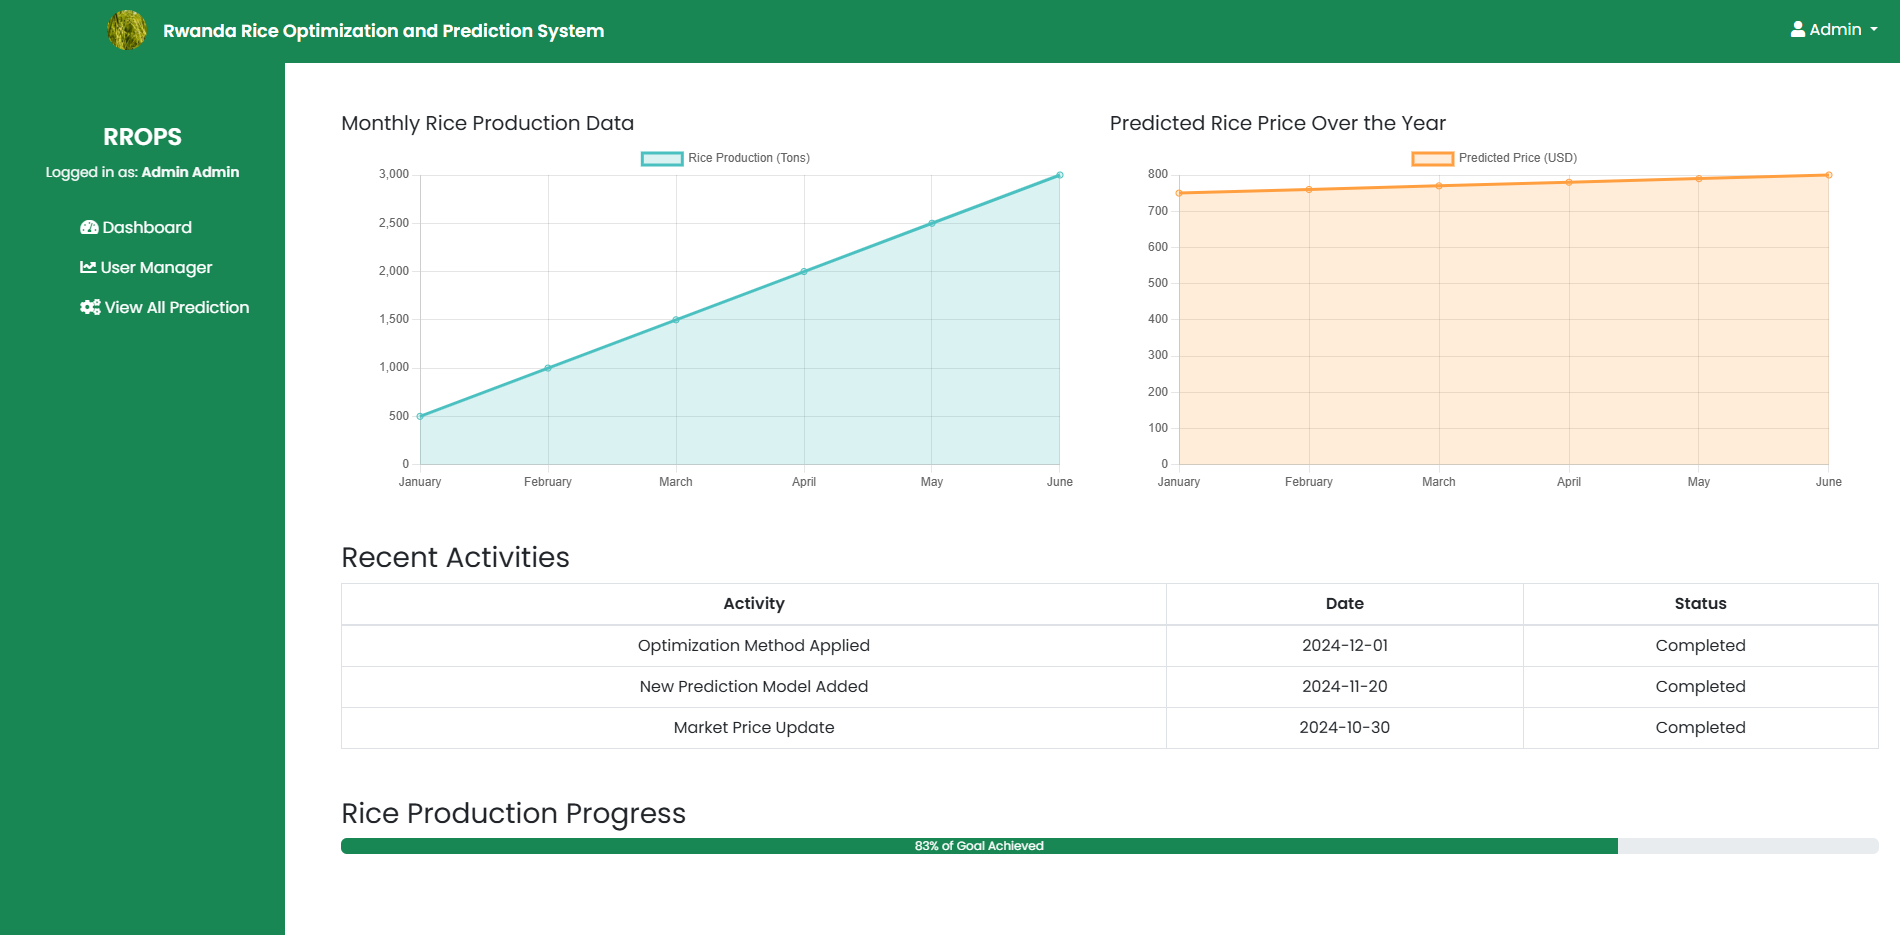 Rwanda Rice Optimization and Prediction System
Admin
RROPS
Logged in as: Admin Admin
Dashboard
User Manager
View All Prediction
Monthly Rice Production Data
Rice Production (Tons)
3,000
2,500
2,000
1,500
1,000
500
0
January February March April May June
Predicted Rice Price Over the Year
Predicted Price (USD)
800
700
600
500
400
300
200
100
0
January February March April May June
Recent Activities
Activity Date Status
Optimization Method Applied 2024-12-01 Completed
New Prediction Model Added 2024-11-20 Completed
Market Price Update 2024-10-30 Completed
Rice Production Progress
83% of Goal Achieved